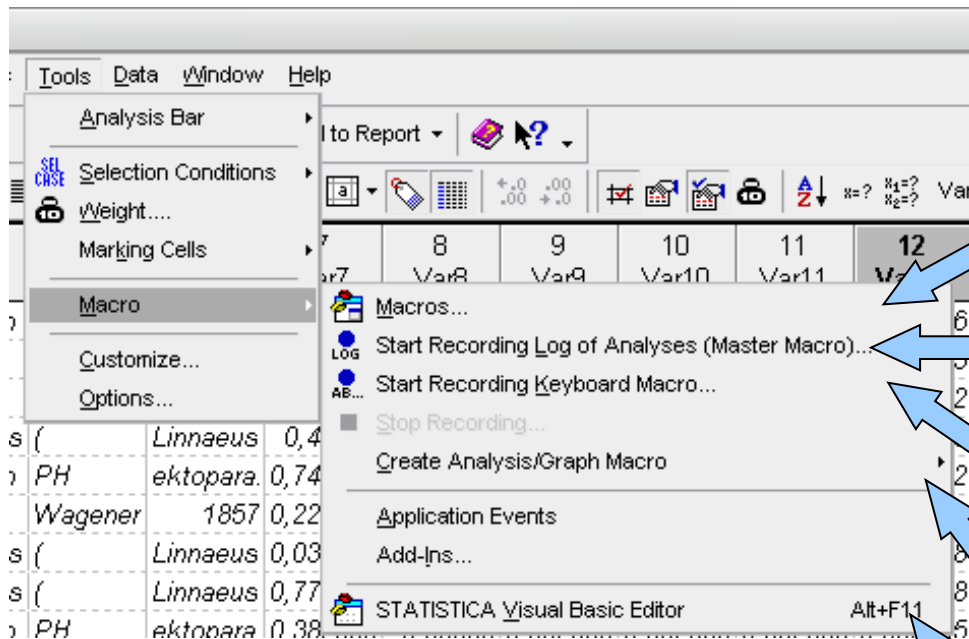 Tools Data Window Help
Analysis Bar
to Report
SEL CASE Selection Conditions
Weight....
Marking Cells
Macro
Customize...
Options...
8 9 10 11 12
Var8 Var9 Var10 Var11
Macros...
LOG Start Recording Log of Analyses (Master Macro)...
AB... Start Recording Keyboard Macro...
Stop Recording...
Create Analysis/Graph Macro
Application Events
Add-Ins...
STATISTICA Visual Basic Editor Alt+F11
s ( Linnaeus 0,4
PH ektopara. 0,74
Wagener 1857 0,22
s ( Linnaeus 0,03
s ( Linnaeus 0,77
PH ektopara 0,38